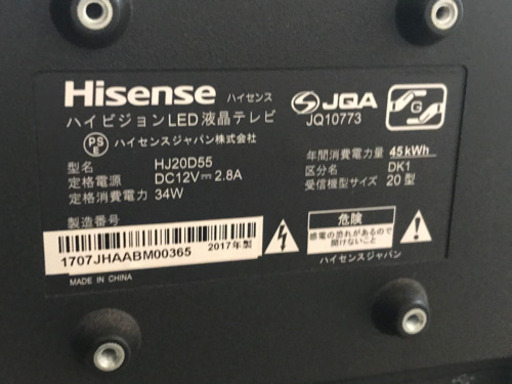 Hisense ハイセンス
ハイビジョンLED液晶テレビ
PS E ハイセンスジャパン株式会社
JQA
JQ10773
G
型名 HJ20D55
定格電源 DC12V⎓2.8A
定格消費電力 34W
年間消費電力量 45kWh
区分名 DK1
受信機型サイズ 20型
製造番号
1707JHAABM00365 2017年製
MADE IN CHINA
危険
感電の恐れがあるので
開けないこと
ハイセンスジャパン